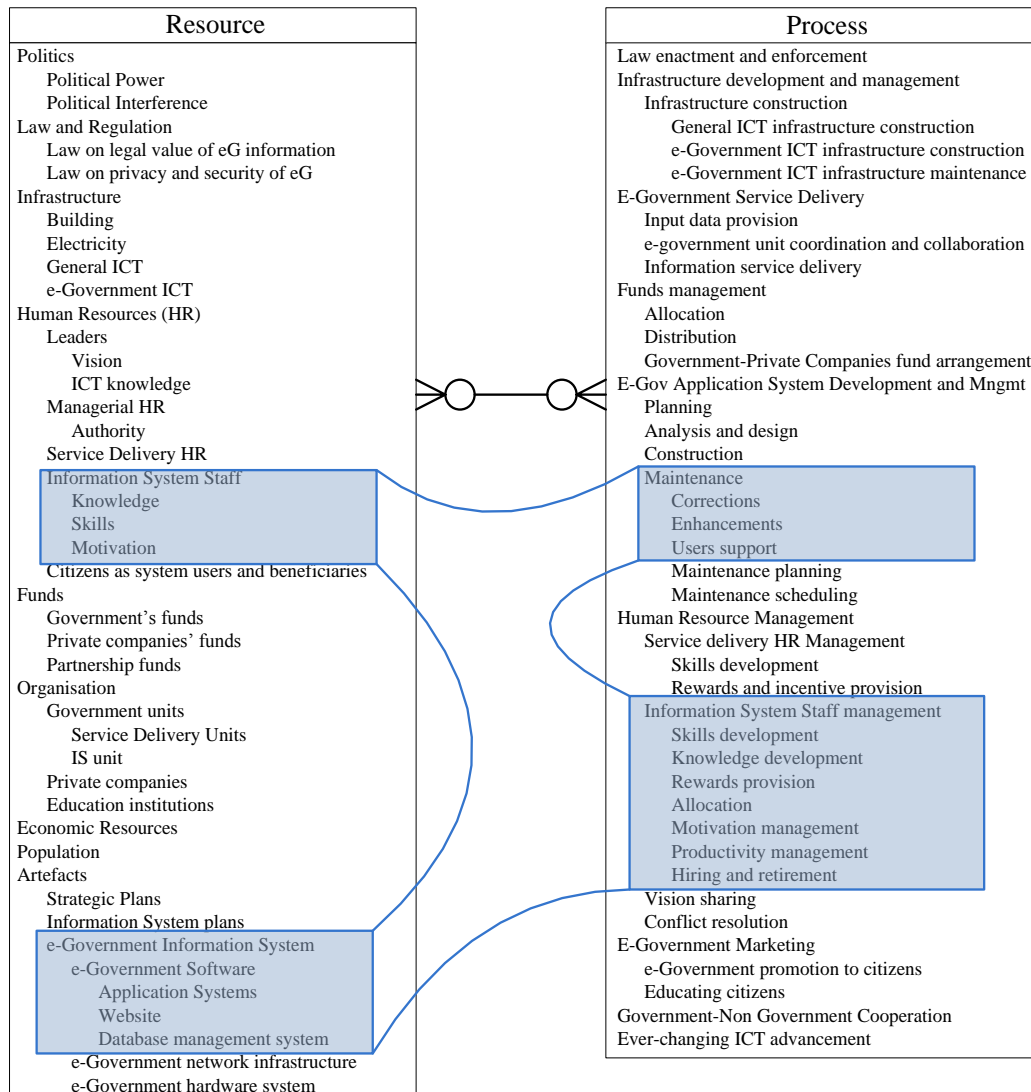 Resource
Politics
Political Power
Political Interference
Law and Regulation
Law on legal value of eG information
Law on privacy and security of eG
Infrastructure
Building
Electricity
General ICT
e-Government ICT
Human Resources (HR)
Leaders
Vision
ICT knowledge
Managerial HR
Authority
Service Delivery HR
Information System Staff
Knowledge
Skills
Motivation
Citizens as system users and beneficiaries
Funds
Government’s funds
Private companies’ funds
Partnership funds
Organisation
Government units
Service Delivery Units
IS unit
Private companies
Education institutions
Economic Resources
Population
Artefacts
Strategic Plans
Information System plans
e-Government Information System
e-Government Software
Application Systems
Website
Database management system
e-Government network infrastructure
e-Government hardware system
Process
Law enactment and enforcement
Infrastructure development and management
Infrastructure construction
General ICT infrastructure construction
e-Government ICT infrastructure construction
e-Government ICT infrastructure maintenance
E-Government Service Delivery
Input data provision
e-government unit coordination and collaboration
Information service delivery
Funds management
Allocation
Distribution
Government-Private Companies fund arrangement
E-Gov Application System Development and Mngmt
Planning
Analysis and design
Construction
Maintenance
Corrections
Enhancements
Users support
Maintenance planning
Maintenance scheduling
Human Resource Management
Service delivery HR Management
Skills development
Rewards and incentive provision
Information System Staff management
Skills development
Knowledge development
Rewards provision
Allocation
Motivation management
Productivity management
Hiring and retirement
Vision sharing
Conflict resolution
E-Government Marketing
e-Government promotion to citizens
Educating citizens
Government-Non Government Cooperation
Ever-changing ICT advancement